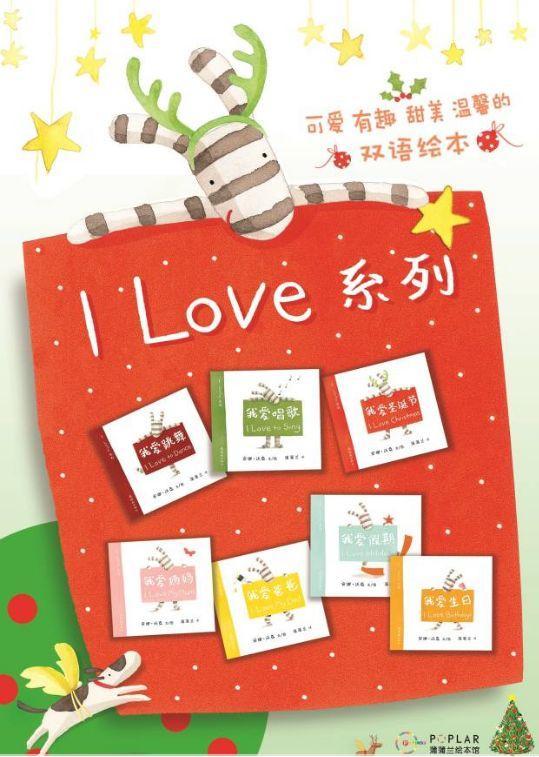 可爱 有趣 甜美 温馨的
双语绘本
I Love 系列
我爱跳舞
I Love to Dance
我爱唱歌
I Love to Sing
我爱圣诞节
I Love Christmas
我爱妈妈
I Love My Mum
我爱爸爸
I Love My Dad
我爱假期
我爱生日
I Love Birthdays
POPLAR
蒲蒲兰绘本馆